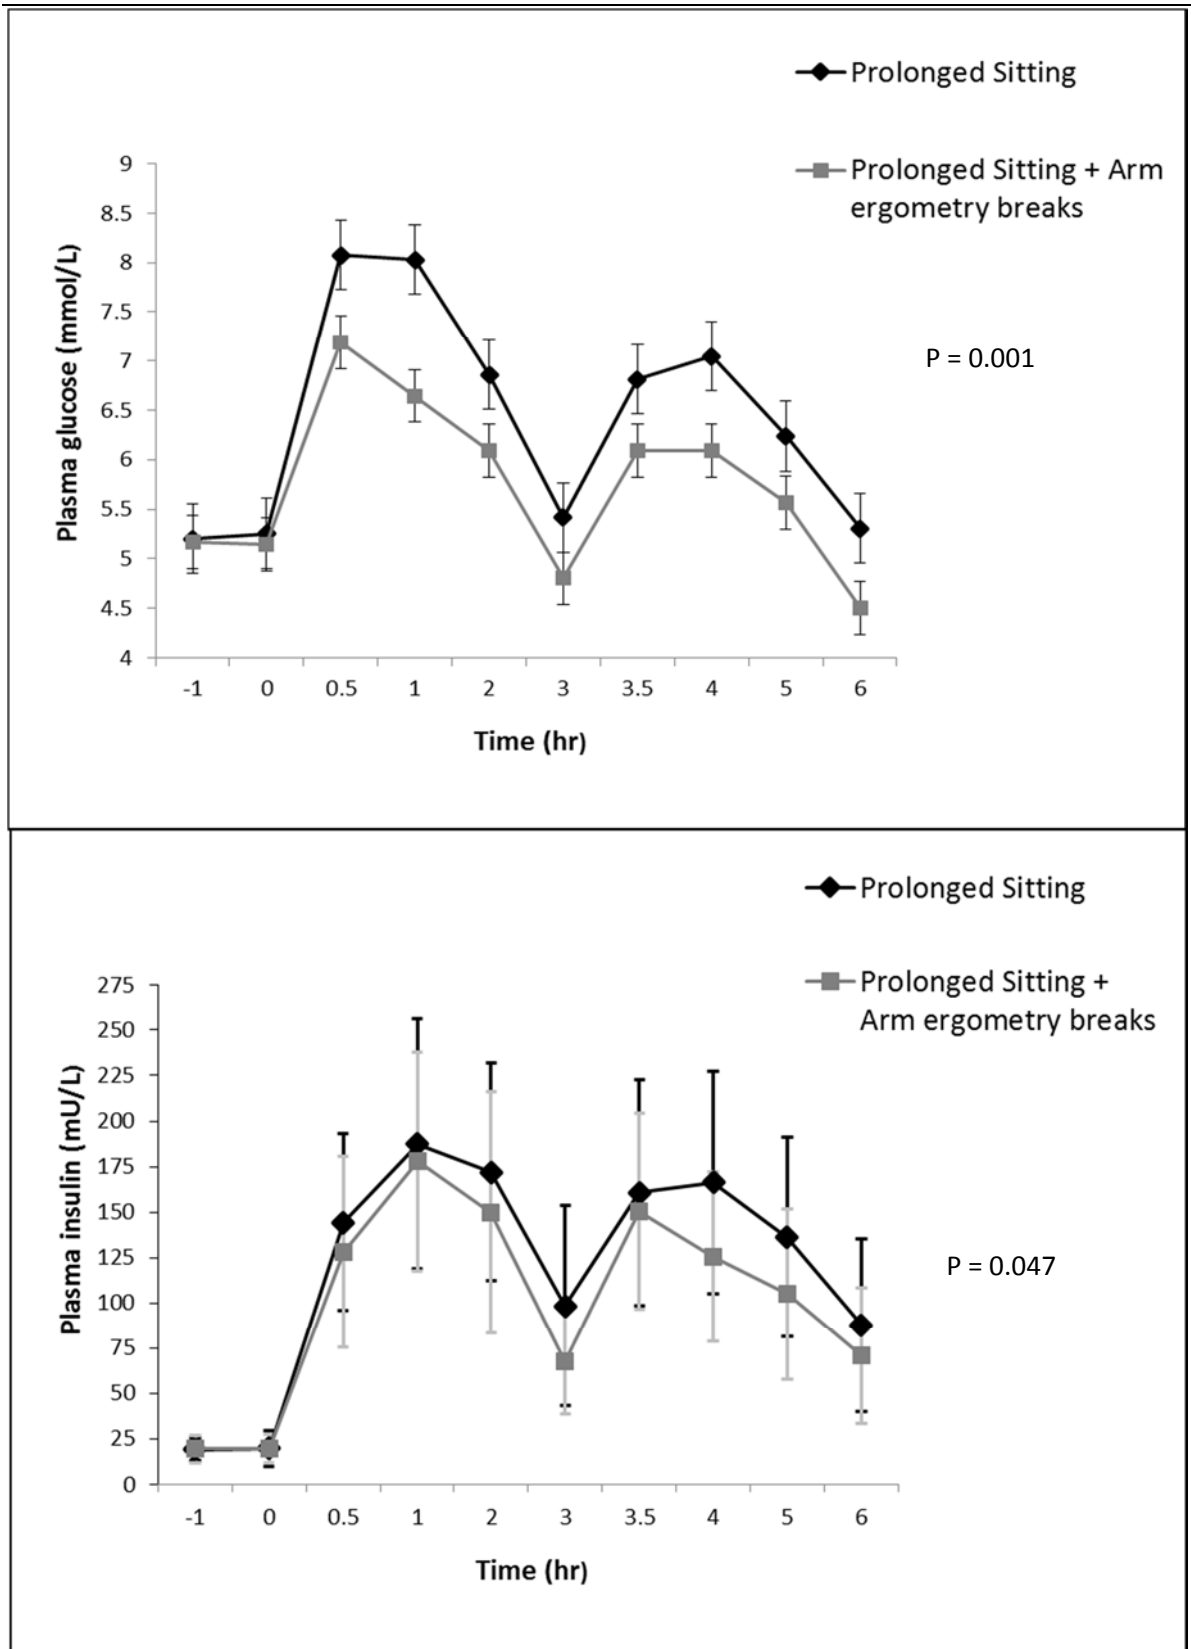 Prolonged Sitting
Prolonged Sitting + Arm
ergometry breaks
9
8.5
8
7.5
7
6.5
6
5.5
5
4.5
4
Plasma glucose (mmol/L)
P = 0.001
-1 0 0.5 1 2 3 3.5 4 5 6
Time (hr)
Prolonged Sitting
Prolonged Sitting +
Arm ergometry breaks
275
250
225
200
175
150
125
100
75
50
25
0
Plasma insulin (mU/L)
P = 0.047
-1 0 0.5 1 2 3 3.5 4 5 6
Time (hr)